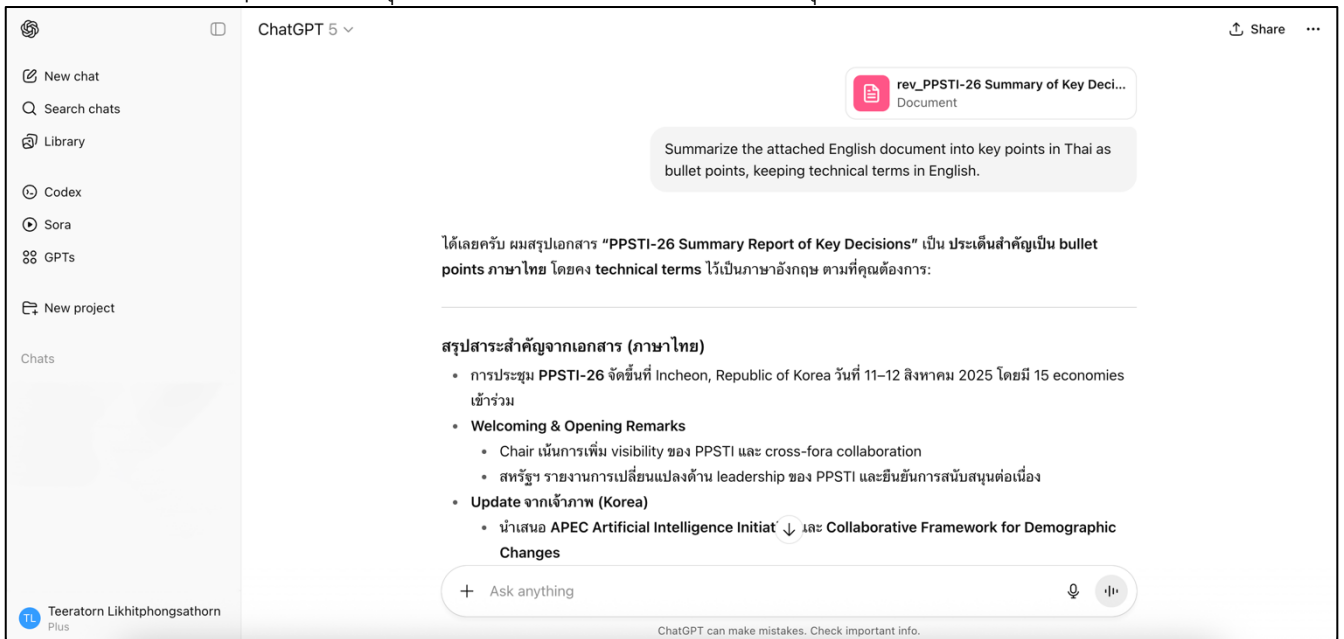 ChatGPT 5
Share
New chat
Search chats
Library
Codex
Sora
GPTs
New project
Chats
Teeratorn Likhitphongsathorn
TL
Plus
rev_PPSTI-26 Summary of Key Deci...
Document
Summarize the attached English document into key points in Thai as
bullet points, keeping technical terms in English.
ได้เลยครับ ผมสรุปเอกสาร “PPSTI-26 Summary Report of Key Decisions” เป็น ประเด็นสำคัญเป็น bullet
points ภาษาไทย โดยคง technical terms ไว้เป็นภาษาอังกฤษ ตามที่คุณต้องการ:
สรุปสาระสำคัญจากเอกสาร (ภาษาไทย)
• การประชุม PPSTI-26 จัดขึ้นที่ Incheon, Republic of Korea วันที่ 11–12 สิงหาคม 2025 โดยมี 15 economies
เข้าร่วม
• Welcoming & Opening Remarks
• Chair เน้นการเพิ่ม visibility ของ PPSTI และ cross-fora collaboration
• สหรัฐฯ รายงานการเปลี่ยนแปลงด้าน leadership ของ PPSTI และยืนยันการสนับสนุนต่อเนื่อง
• Update จากเจ้าภาพ (Korea)
• นำเสนอ APEC Artificial Intelligence และ Collaborative Framework for Demographic
Changes
Ask anything
ChatGPT can make mistakes. Check important info.